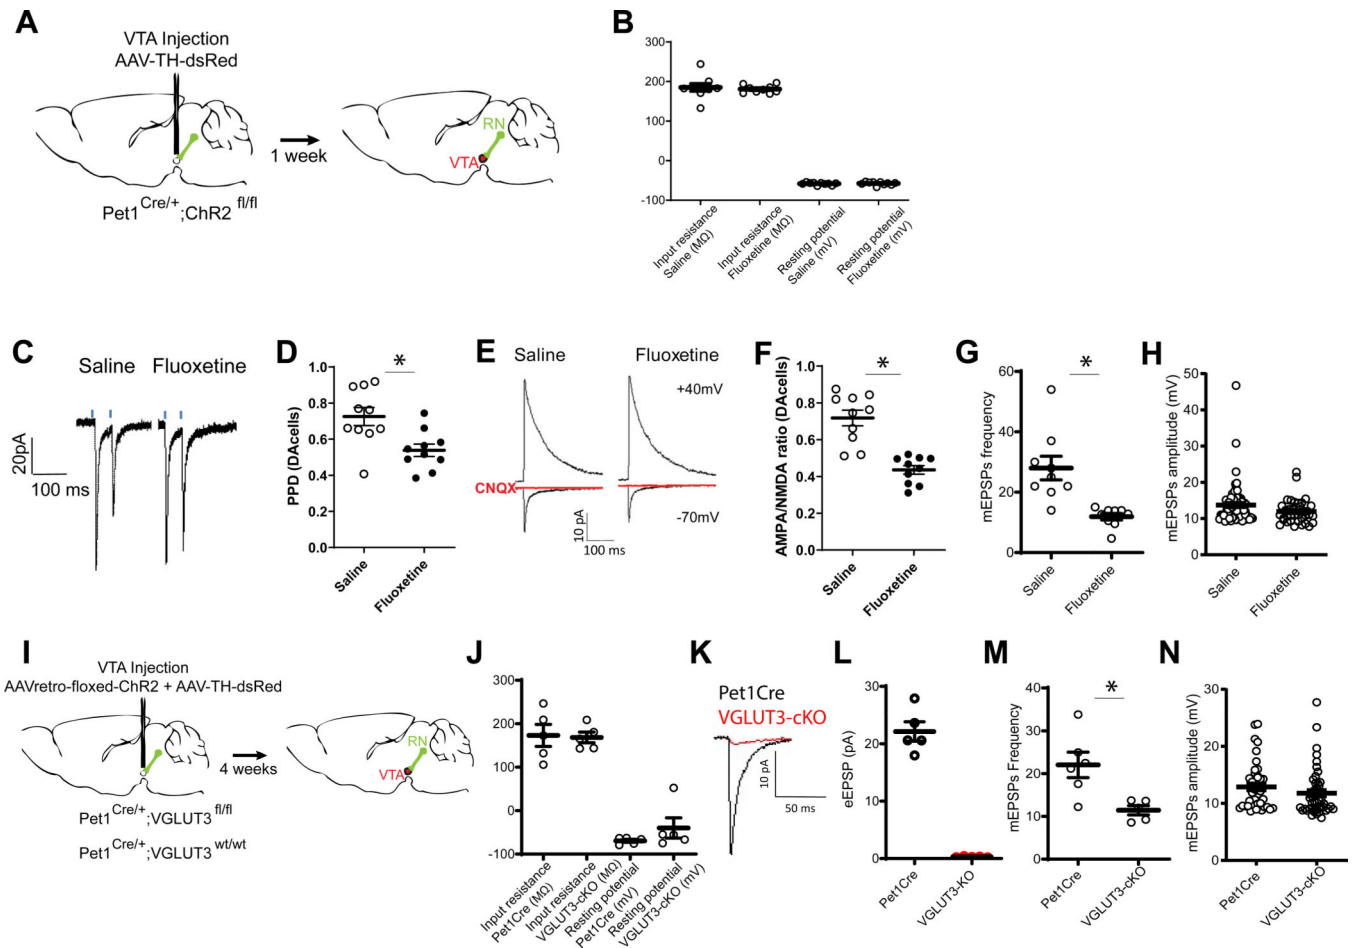 A
VTA Injection
AAV-TH-dsRed
1 week
RN
VTA
Pet1Cre/+;ChR2 fl/fl
B
300
200
100
0
-100
Input resistance
Saline (MΩ)
Input resistance
Fluoxetine (MΩ)
Resting potential
Saline (mV)
Resting potential
Fluoxetine (mV)
C
Saline Fluoxetine
20pA
100 ms
D
PPD (DAcells)
1.0
0.8
0.6
0.4
0.2
0.0
*
Saline
Fluoxetine
E
Saline
Fluoxetine
+40mV
CNQX
-70mV
10 pA
100 ms
F
AMPA/NMDA ratio (DAcells)
1.0
0.8
0.6
0.4
0.2
0.0
*
Saline
Fluoxetine
G
mEPSPs frequency
60
40
20
0
*
Saline
Fluoxetine
H
mEPSPs amplitude (mV)
50
40
30
20
10
0
Saline
Fluoxetine
I
VTA Injection
AAVretro-floxed-ChR2 + AAV-TH-dsRed
4 weeks
RN
VTA
Pet1Cre/+;VGLUT3fl/fl
Pet1Cre/+;VGLUT3wt/wt
J
300
200
100
0
-100
Input resistance
Pet1Cre (MΩ)
Input resistance
VGLUT3-cKO (MΩ)
Resting potential
Pet1Cre (mV)
Resting potential
VGLUT3-cKO (mV)
K
Pet1Cre
VGLUT3-cKO
10 pA
50 ms
L
eEPSP (pA)
30
20
10
0
Pet1Cre
VGLUT3-KO
M
mEPSPs Frequency
40
30
20
10
0
*
Pet1Cre
VGLUT3-cKO
N
mEPSPs amplitude (mV)
30
20
10
0
Pet1Cre
VGLUT3-cKO